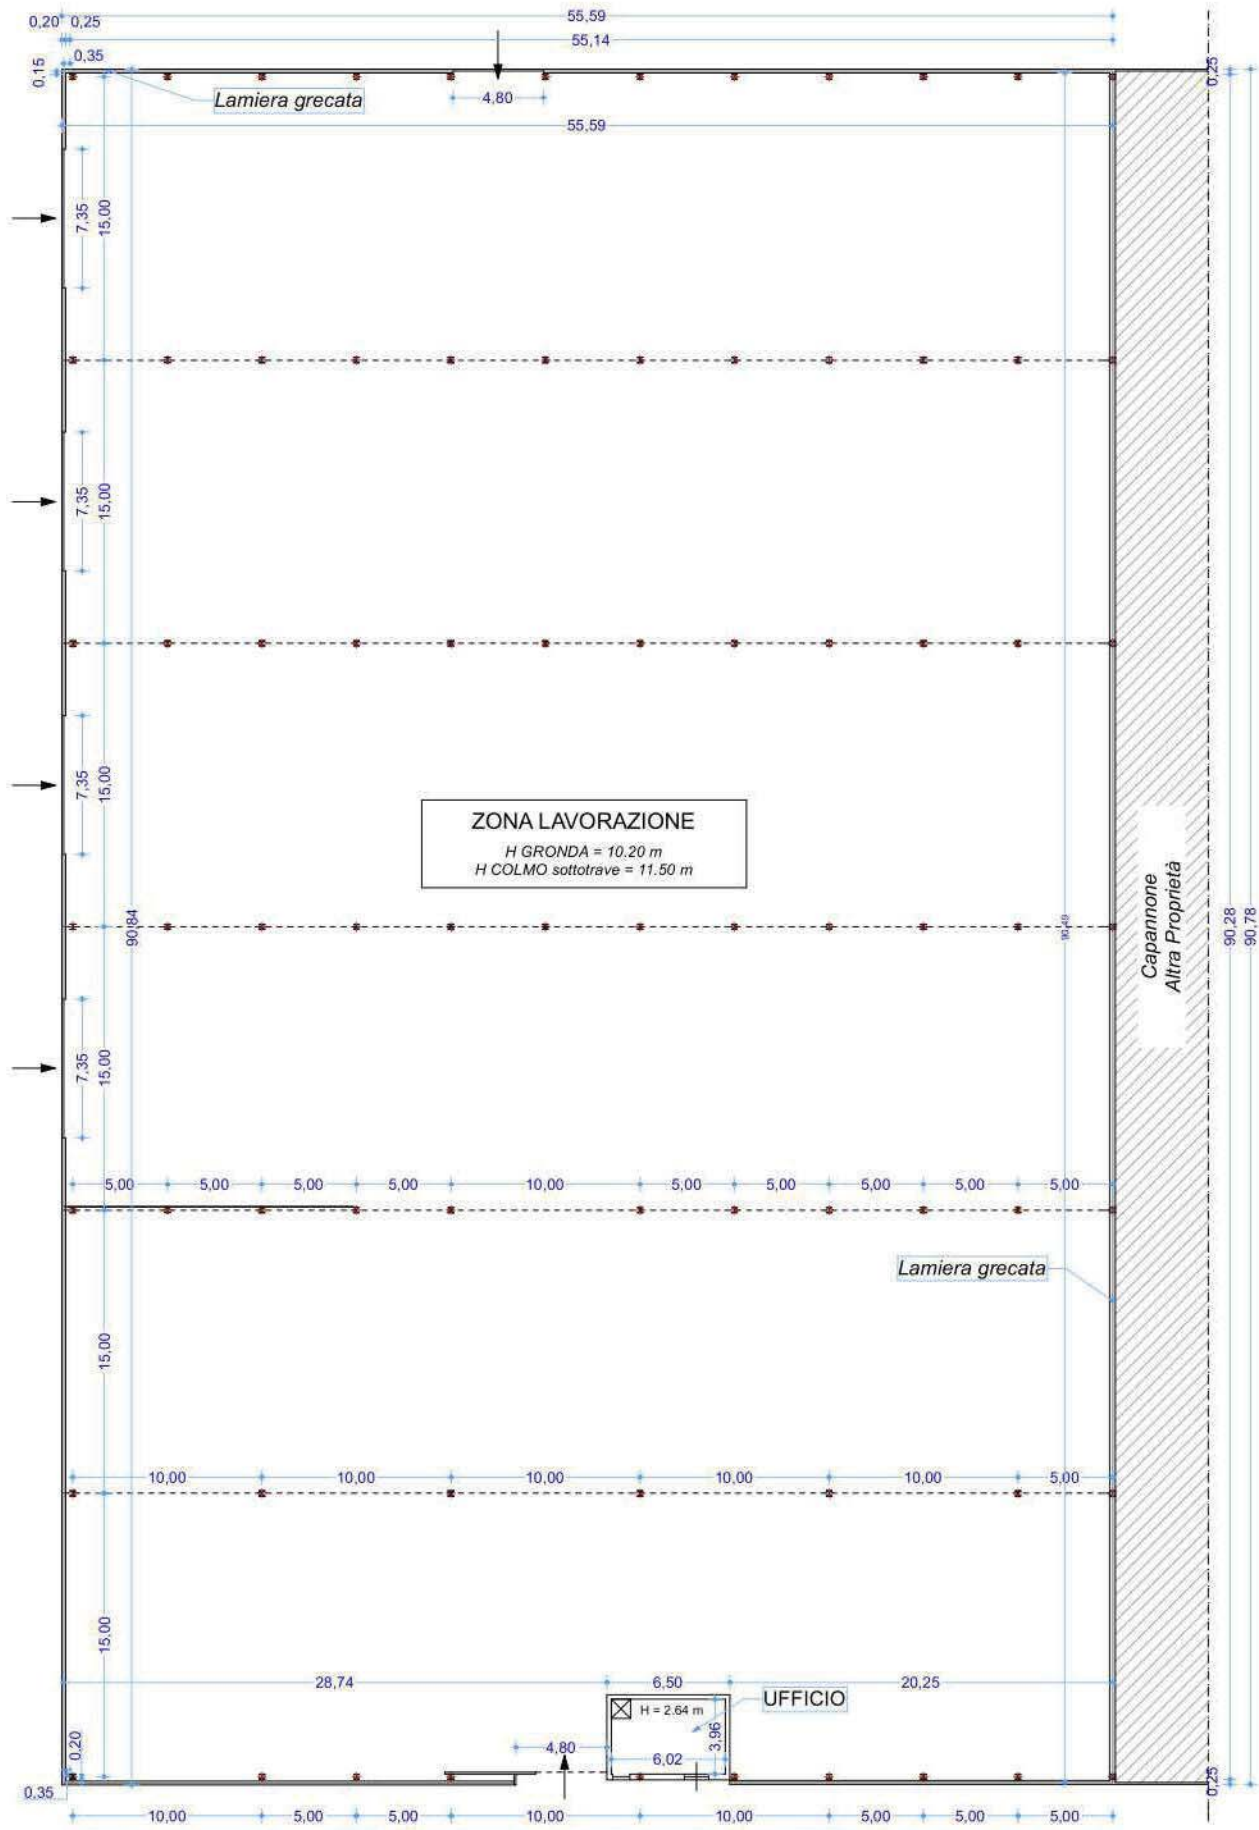 55,59
0,20 0,25
55,14
0,35
0,15
0,25
Lamiera grecata
4,80
55,59
7,35
15,00
7,35
15,00
7,35
15,00
ZONA LAVORAZIONE
H GRONDA = 10.20 m
H COLMO sottotrave = 11.50 m
Capannone
Altra Proprietà
90,84
90,49
90,28
90,78
7,35
15,00
5,00 5,00 5,00 5,00 10,00 5,00 5,00 5,00 5,00 5,00
Lamiera grecata
15,00
10,00 10,00 10,00 10,00 10,00 5,00
15,00
28,74 6,50 20,25
UFFICIO
H = 2.64 m
3,96
0,20
4,80
6,02
0,35
0,25
10,00 5,00 5,00 10,00 10,00 5,00 5,00 5,00